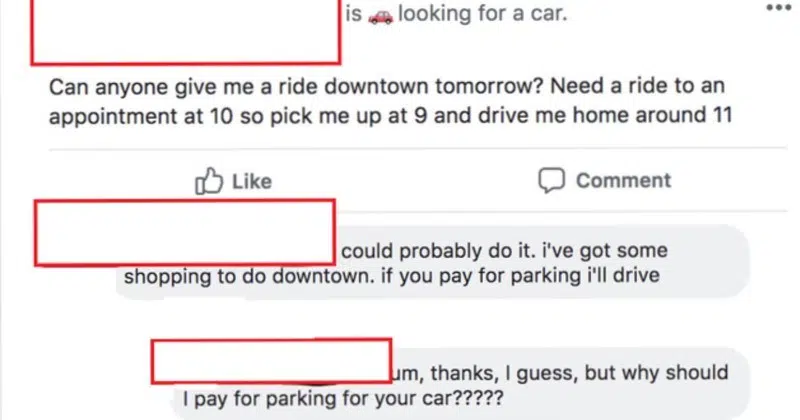 is 🚗 looking for a car.
Can anyone give me a ride downtown tomorrow? Need a ride to an
appointment at 10 so pick me up at 9 and drive me home around 11
Like
Comment
could probably do it. i've got some
shopping to do downtown. if you pay for parking i'll drive
um, thanks, I guess, but why should
I pay for parking for your car?????